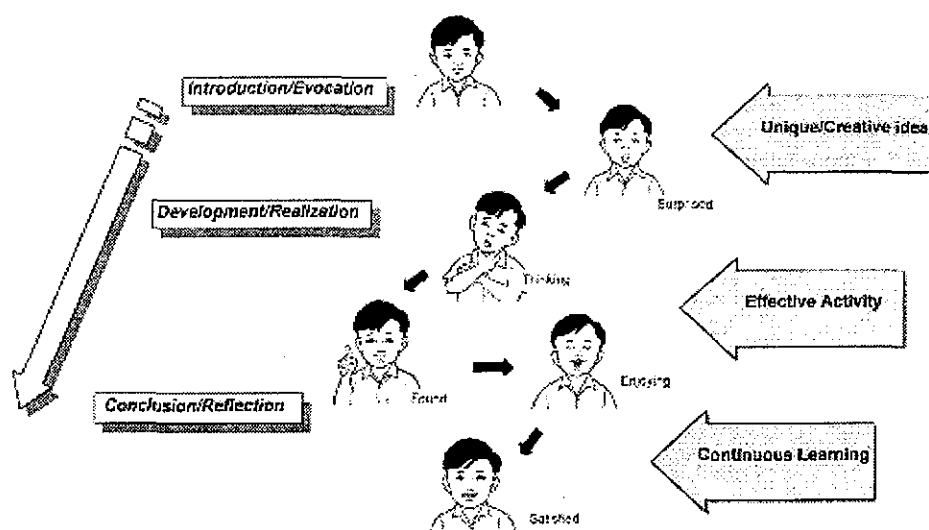 Introduction/Evocation
Unique/Creative idea
Surprised
Development/Realization
Thinking
Effective Activity
Found
Enjoying
Conclusion/Reflection
Continuous Learning
Satisfied